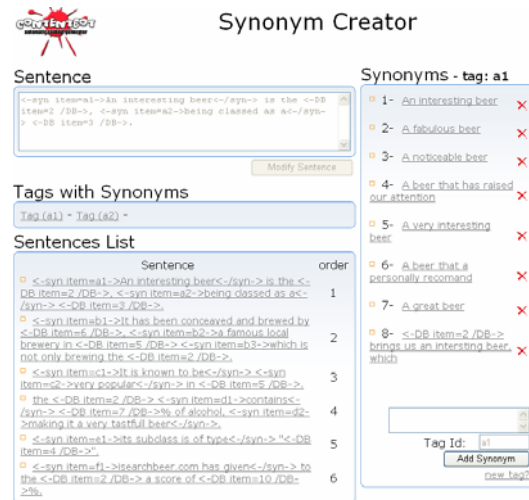 CONTENTBOT
Synonym Creator
Sentence
<-syn item=a1->An interesting beer<-/syn-> is the <-DB
item=2 /DB->, <-syn item=a2->being classed as a<-/syn-
> <-DB item=3 /DB->.
Modify Sentence
Tags with Synonyms
Tag (a1) - Tag (a2) -
Sentences List
Sentence order
<-syn item=a1->An interesting beer<-/syn-> is the <-
DB item=2 /DB->, <-syn item=a2->being classed as a<-
/syn-> <-DB item=3 /DB->.
1
<-syn item=b1->It has been conceaved and brewed by
<-DB item=6 /DB->, <-syn item=b2->a famous local
brewery in <-DB item=5 /DB-> <-syn item=b3->which is
not only brewing the <-DB item=2 /DB->.
2
<-syn item=c1->It is known to be<-/syn-> <-syn
item=c2->very popular<-/syn-> in <-DB item=5 /DB->.
3
the <-DB item=2 /DB-> <-syn item=d1->contains<-
/syn-> <-DB item=7 /DB->% of alcohol, <-syn item=d2-
>making it a very tastfull beer<-/syn->.
4
<-syn item=e1->its subclass is of type<-/syn-> "<-DB
item=4 /DB->".
5
<-syn item=f1->isearchbeer.com has given<-/syn-> to
the <-DB item=2 /DB-> a score of <-DB item=10 /DB-
>%.
6
Synonyms - tag: a1
1- An interesting beer
2- A fabulous beer
3- A noticeable beer
4- A beer that has raised
our attention
5- A very interesting
beer
6- A beer that a
personally recomand
7- A great beer
8- <-DB item=2 /DB->
brings us an intersting beer,
which
Tag Id: a1
Add Synonym
new tag?